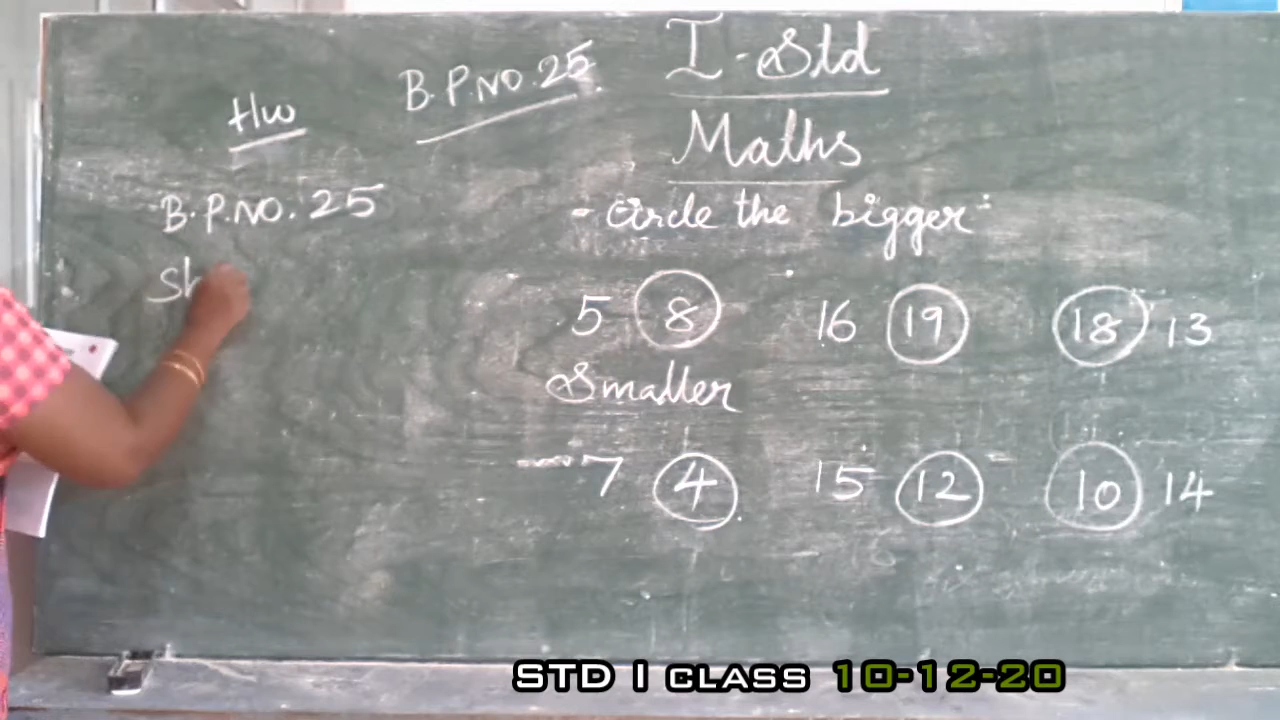 I - Std
B.P.NO.25.
Maths
Hw
B.P.NO.25
- Circle the bigger -
5 8 16 19 18 13
Smaller
7 4 15 12 10 14
STD I CLASS 10-12-20